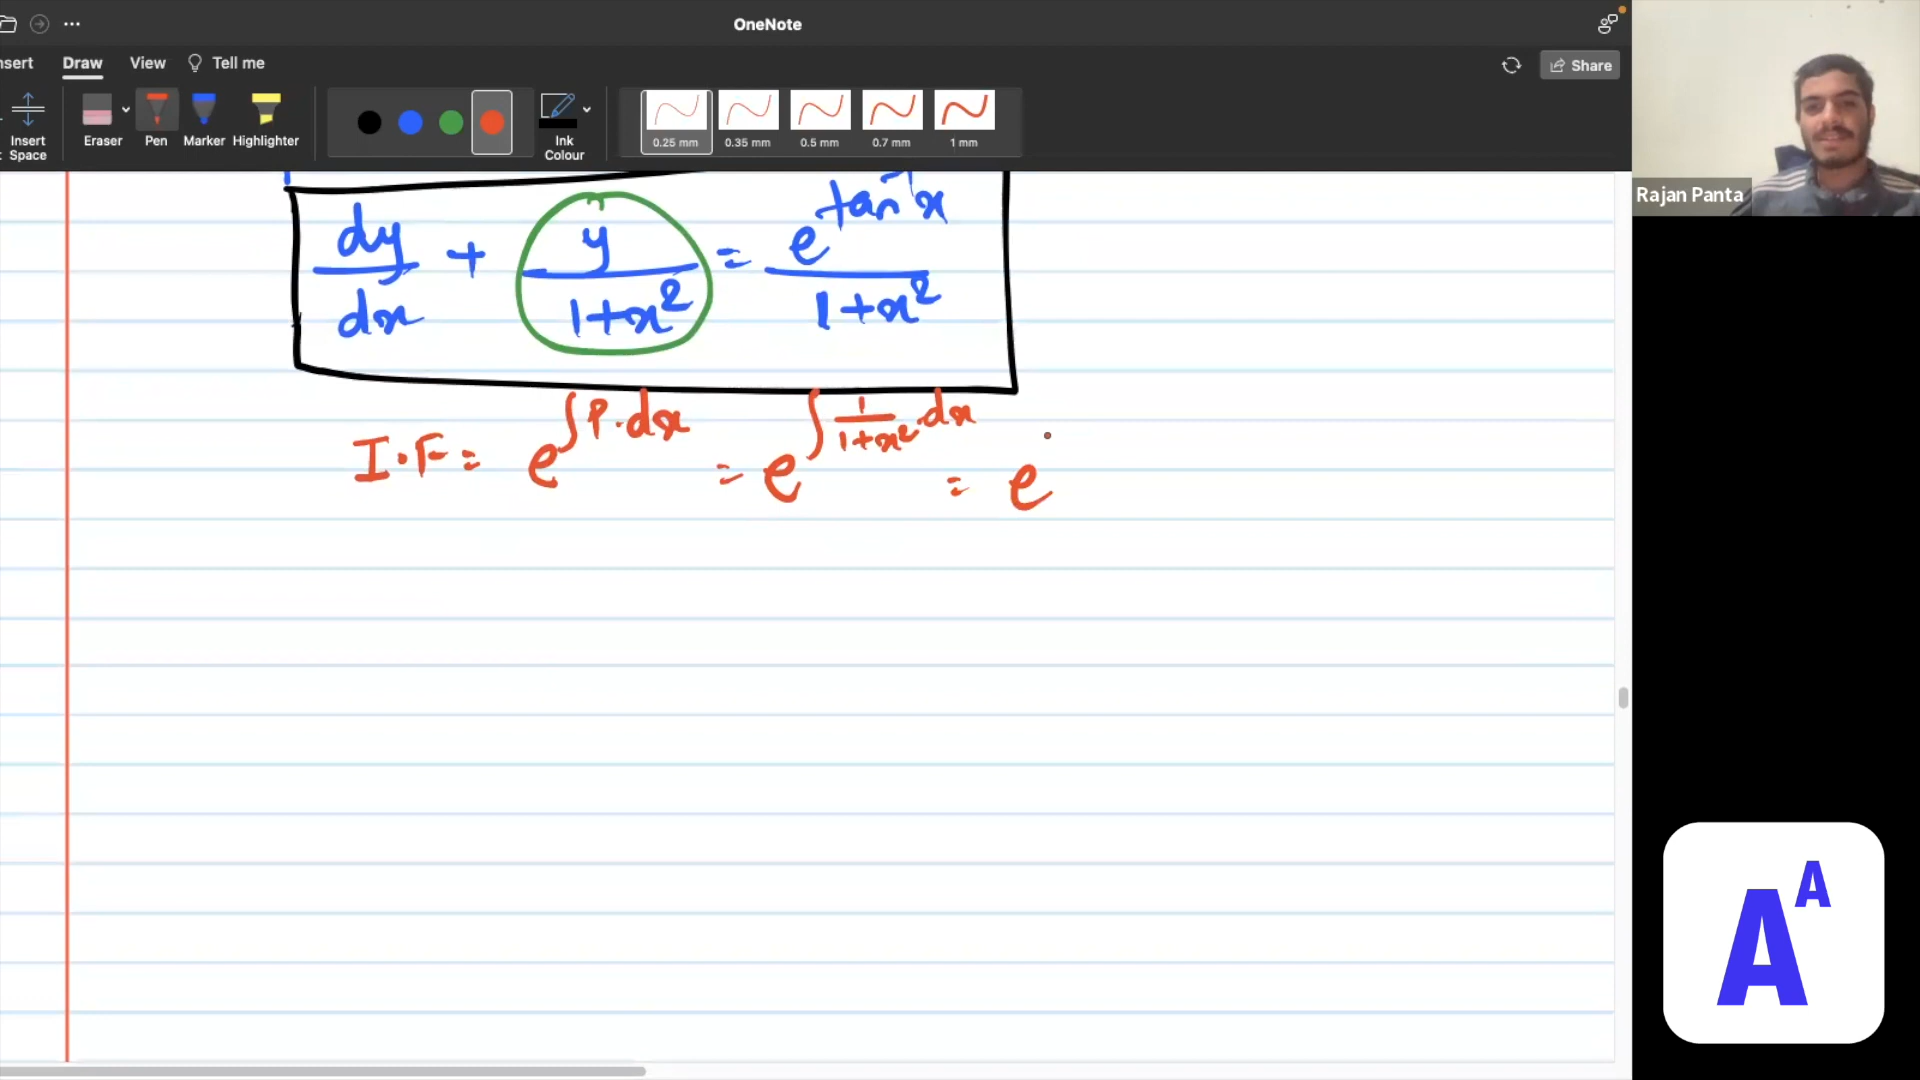 OneNote
nsert Draw View Tell me Share
Insert Space Eraser Pen Marker Highlighter Ink Colour 0.25 mm 0.35 mm 0.5 mm 0.7 mm 1 mm
Rajan Panta
dy/dx + y/1+x² = e^tan⁻¹x/1+x²
I.F = e^∫P.dx = e^∫1/1+x².dx = e
A^A